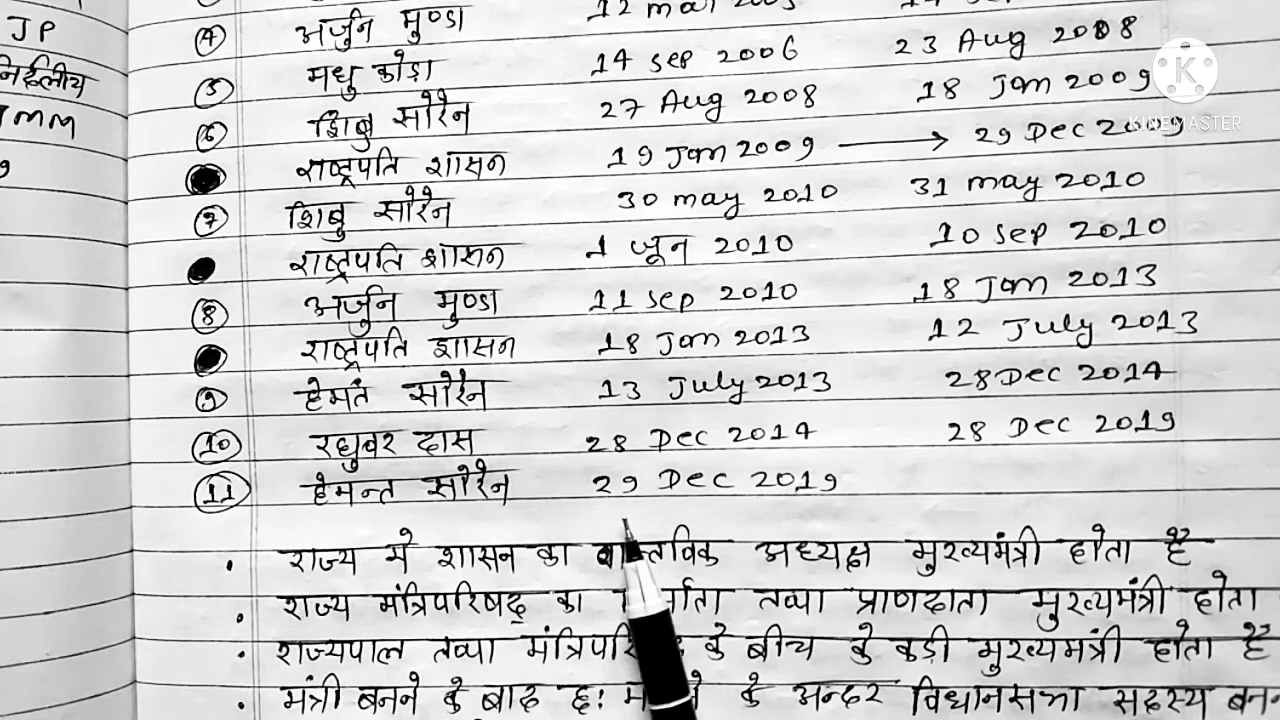 JP
निर्दलीय
JMM
9
④ अर्जुन मुण्डा 12 mar
⑤ मधु कोड़ा 14 Sep 2006 23 Aug 2008
⑥ शिबु सोरेन 27 Aug 2008 18 Jan 2009
राष्ट्रपति शासन 19 Jan 2009 → 29 Dec 2009
⑦ शिबु सोरेन 30 may 2010 31 may 2010
राष्ट्रपति शासन 1 जून 2010 10 Sep 2010
⑧ अर्जुन मुण्डा 11 Sep 2010 18 Jan 2013
राष्ट्रपति शासन 18 Jan 2013 12 July 2013
⑨ हेमंत सोरेन 13 July 2013 28 Dec 2014
⑩ रघुबर दास 28 Dec 2014 28 Dec 2019
⑪ हेमन्त सोरेन 29 Dec 2019
• राज्य मे शासन का वास्तविक अध्यक्ष मुख्यमंत्री होता है
• राज्य मंत्रिपरिषद् का तथा प्राणदाता मुख्यमंत्री होता
• राज्यपाल तथा के बीच के कड़ी मुख्यमंत्री होता है
• मंत्री बनने के बाद छः के अन्दर विधानसभा सदस्य
K
KINEMASTER